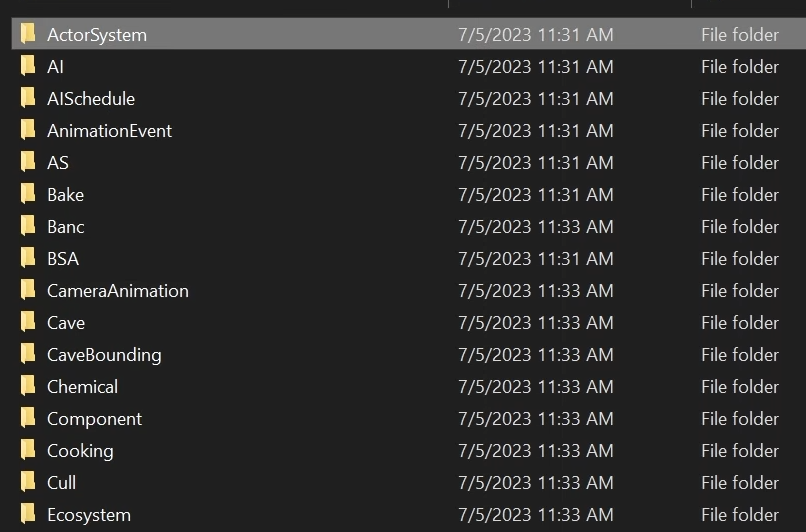 ActorSystem 7/5/2023 11:31 AM File folder
AI 7/5/2023 11:31 AM File folder
AISchedule 7/5/2023 11:31 AM File folder
AnimationEvent 7/5/2023 11:31 AM File folder
AS 7/5/2023 11:31 AM File folder
Bake 7/5/2023 11:31 AM File folder
Banc 7/5/2023 11:33 AM File folder
BSA 7/5/2023 11:31 AM File folder
CameraAnimation 7/5/2023 11:33 AM File folder
Cave 7/5/2023 11:33 AM File folder
CaveBounding 7/5/2023 11:33 AM File folder
Chemical 7/5/2023 11:33 AM File folder
Component 7/5/2023 11:33 AM File folder
Cooking 7/5/2023 11:33 AM File folder
Cull 7/5/2023 11:33 AM File folder
Ecosystem 7/5/2023 11:33 AM File folder